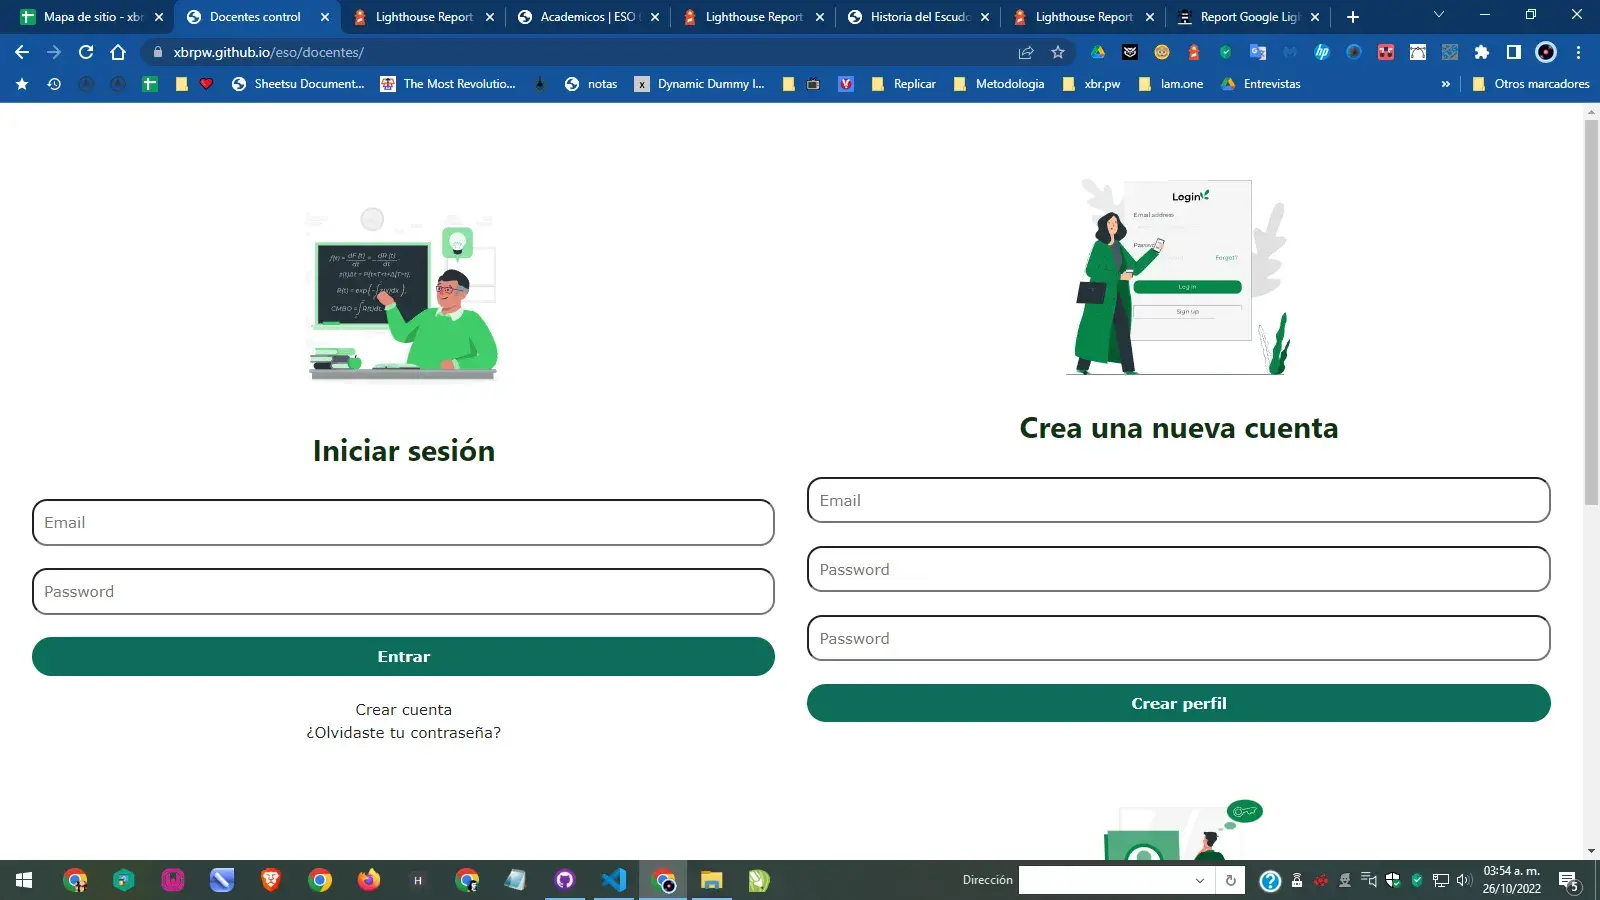 Mapa de sitio - xbr
Docentes control
Lighthouse Report
Academicos | ESO
Lighthouse Report
Historia del Escudo
Lighthouse Report
Report Google Ligh
xbrpw.github.io/eso/docentes/
Sheetsu Document...
The Most Revolutio...
notas
Dynamic Dummy I...
Replicar
Metodologia
xbr.pw
Iam.one
Entrevistas
»
Otros marcadores
Login
Email address
Password
Forgot?
Log in
Sign up
Iniciar sesión
Email
Password
Entrar
Crear cuenta
¿Olvidaste tu contraseña?
Crea una nueva cuenta
Email
Password
Password
Crear perfil
Dirección
03:54 a. m.
26/10/2022
5